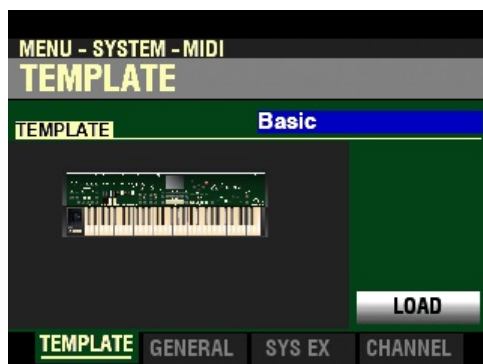 MENU - SYSTEM - MIDI
TEMPLATE
TEMPLATE Basic
LOAD
TEMPLATE GENERAL SYS EX CHANNEL